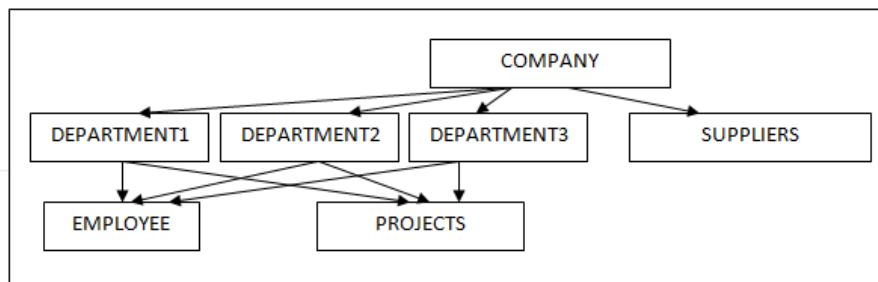 COMPANY
DEPARTMENT1
DEPARTMENT2
DEPARTMENT3
SUPPLIERS
EMPLOYEE
PROJECTS